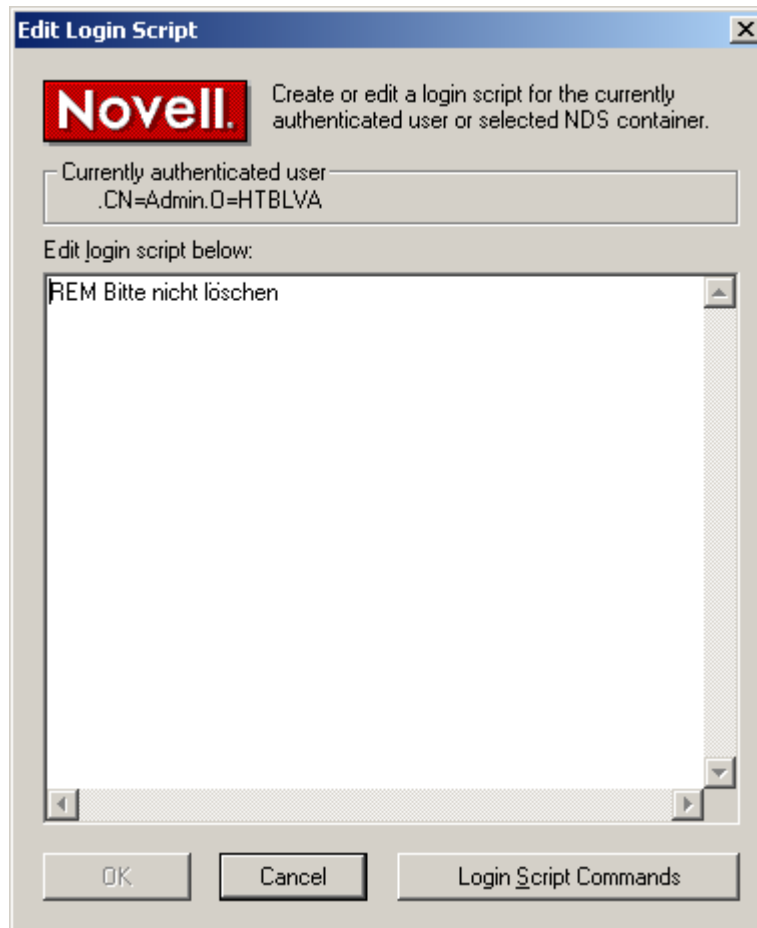 Edit Login Script
Novell.
Create or edit a login script for the currently
authenticated user or selected NDS container.
Currently authenticated user
.CN=Admin.O=HTBLVA
Edit login script below:
REM Bitte nicht löschen
OK Cancel Login Script Commands